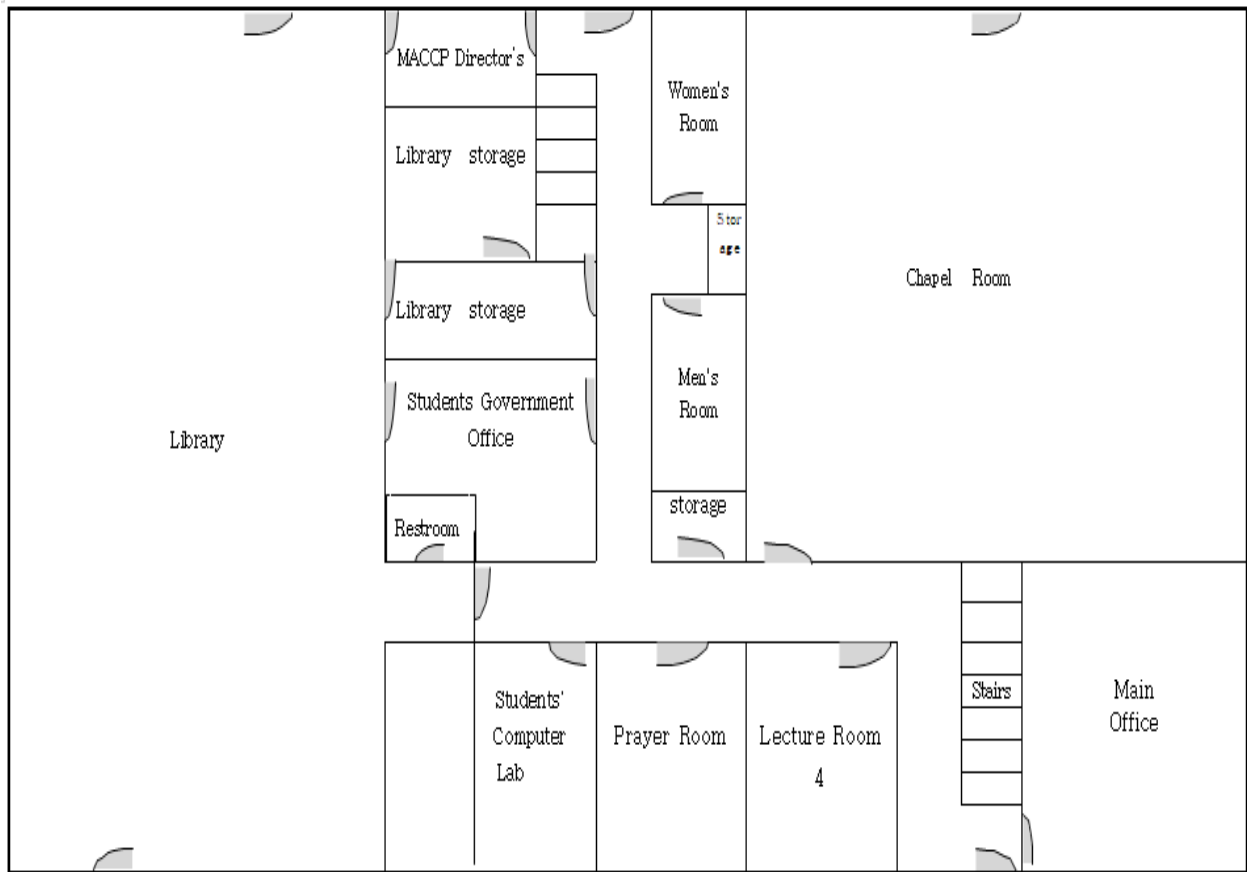 MACCP Director's
Library storage
Library storage
Students Government
Office
Restroom
Library
Women's
Room
Stor
age
Men's
Room
storage
Chapel Room
Students'
Computer
Lab
Prayer Room
Lecture Room
4
Stairs
Main
Office